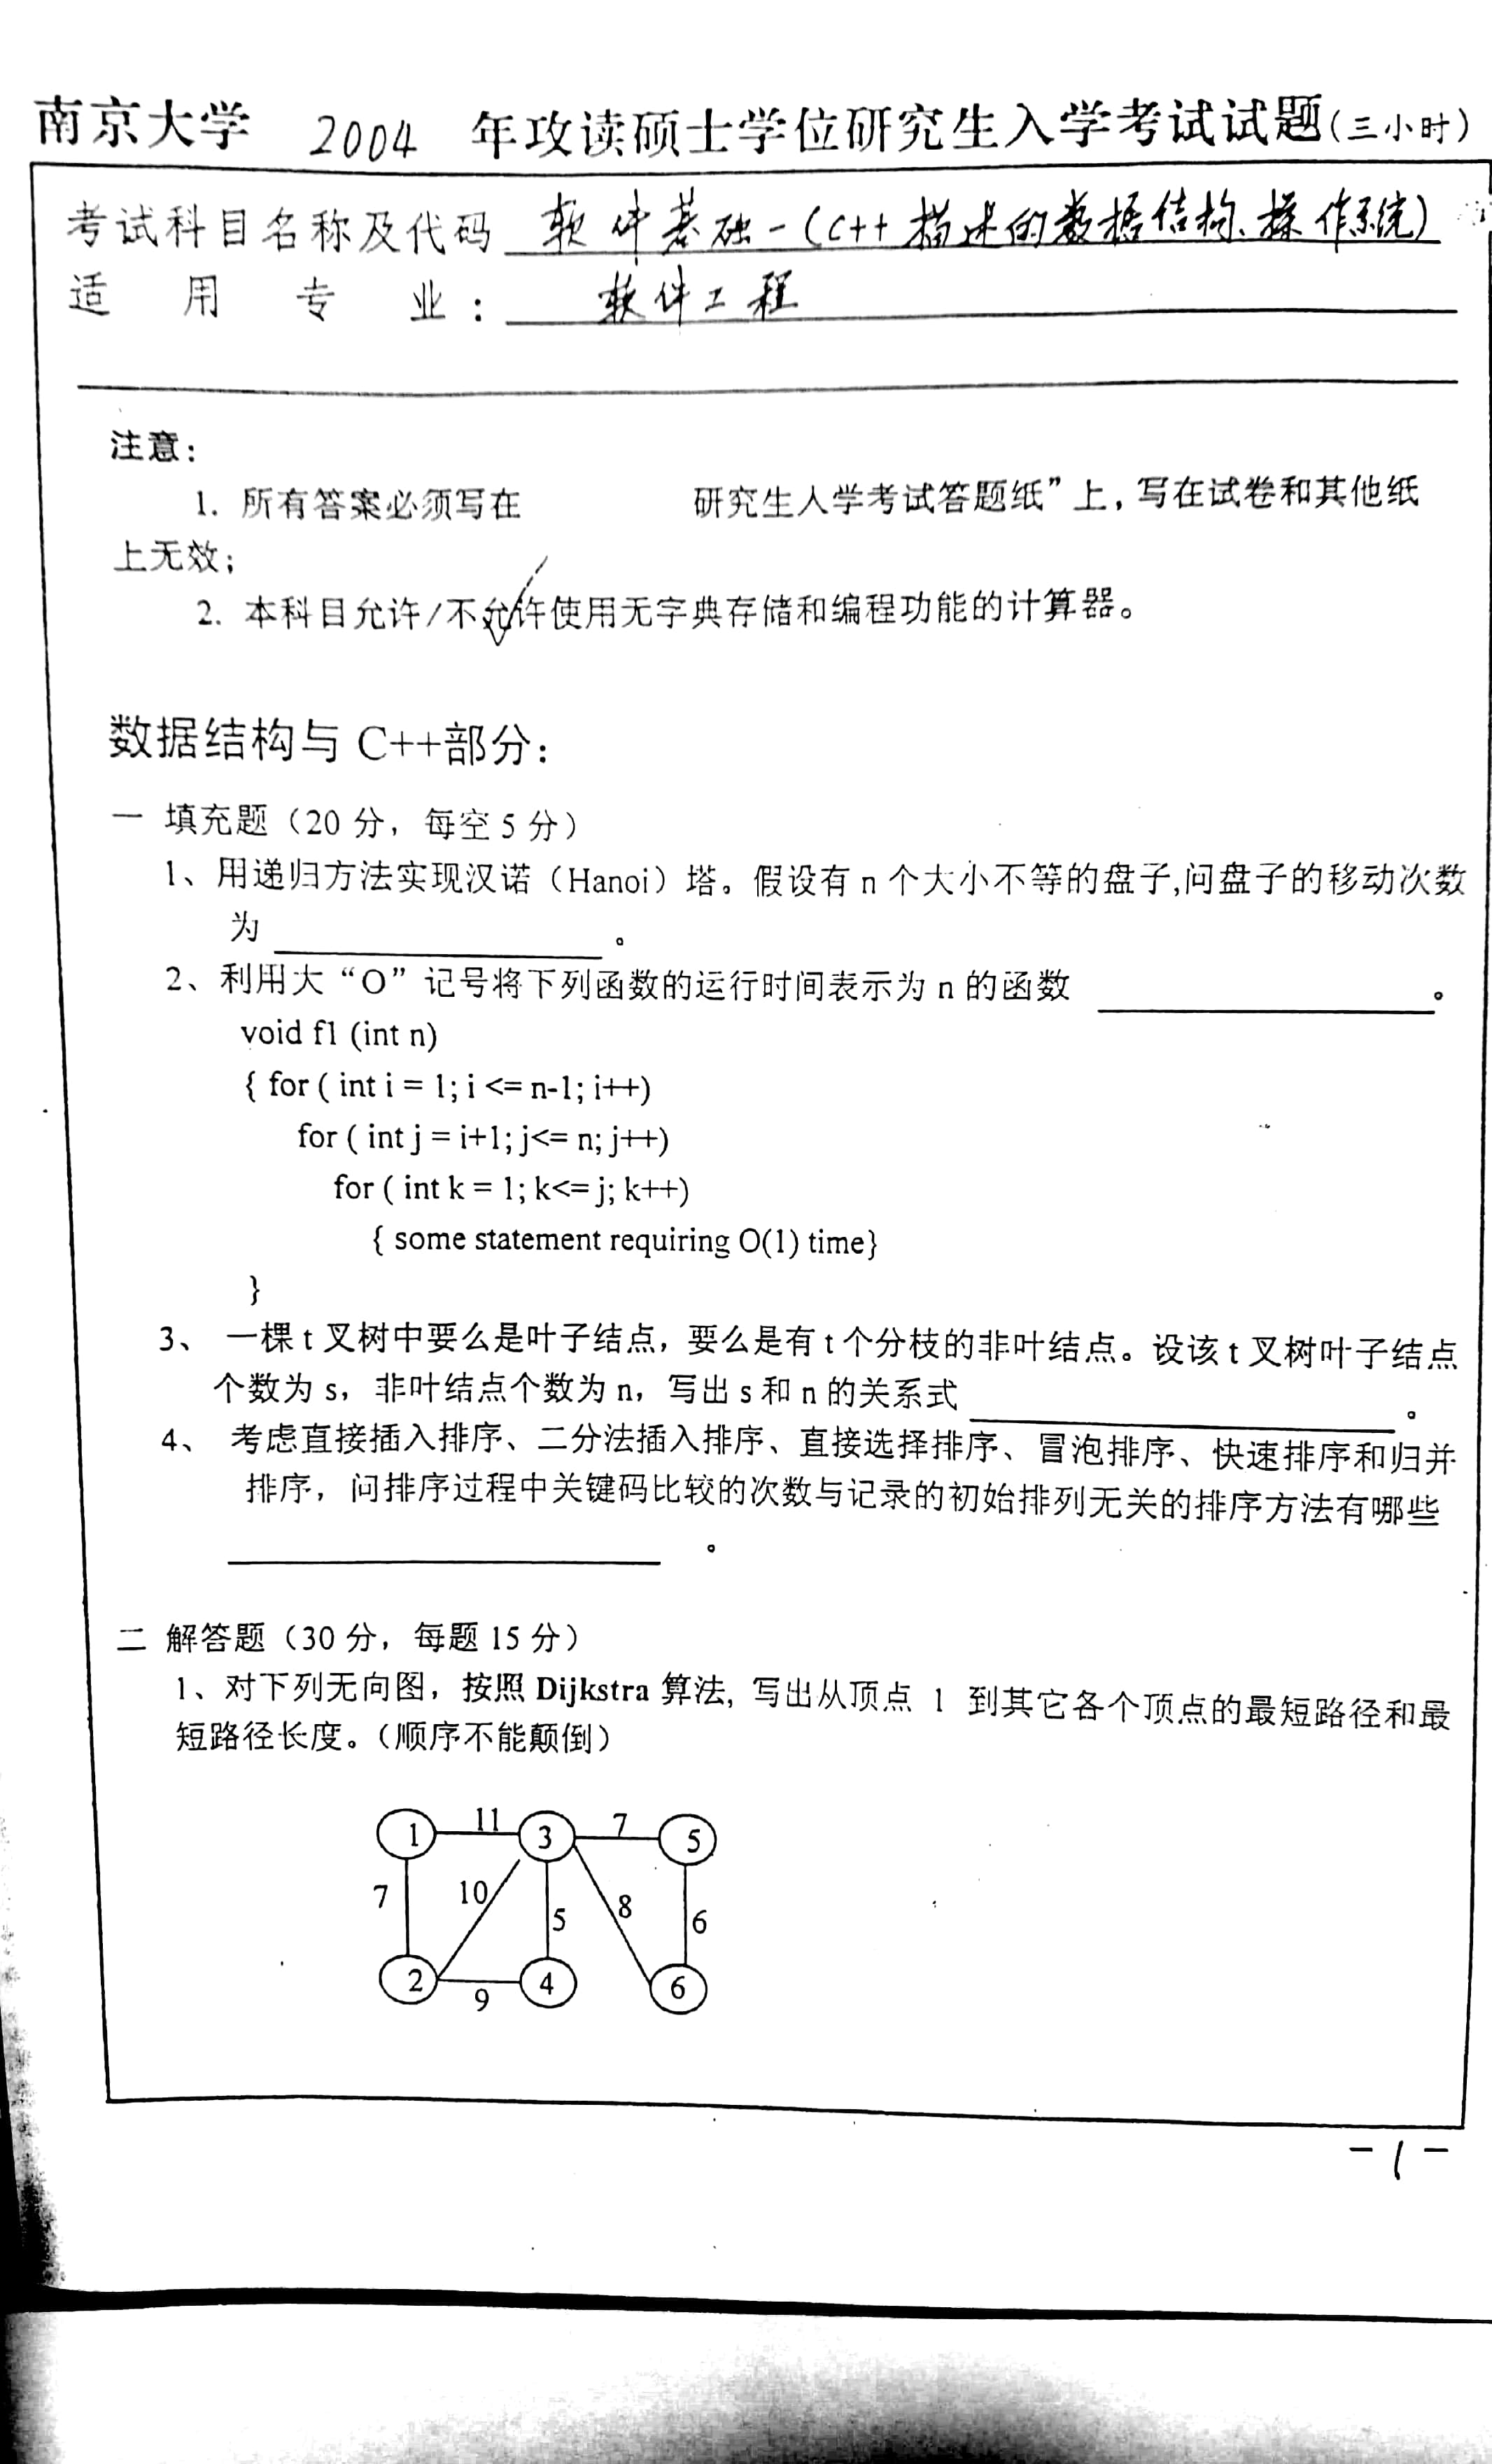 南京大学 2004 年攻读硕士学位研究生入学考试试题(三小时)
考试科目名称及代码 软件基础一(C++描述的数据结构、操作系统)
适用专业: 软件工程
注意:
1. 所有答案必须写在 研究生入学考试答题纸”上,写在试卷和其他纸
上无效;
2. 本科目允许/不允许使用无字典存储和编程功能的计算器。
数据结构与 C++部分:
一 填充题(20 分,每空 5 分)
1、用递归方法实现汉诺(Hanoi)塔。假设有 n 个大小不等的盘子,问盘子的移动次数
为 。
2、利用大“O”记号将下列函数的运行时间表示为 n 的函数 。
void f1 (int n)
{ for ( int i = 1; i <= n-1; i++)
for ( int j = i+1; j<= n; j++)
for ( int k = 1; k<= j; k++)
{ some statement requiring O(1) time}
}
3、 一棵 t 叉树中要么是叶子结点,要么是有 t 个分枝的非叶结点。设该 t 叉树叶子结点
个数为 s,非叶结点个数为 n,写出 s 和 n 的关系式 。
4、 考虑直接插入排序、二分法插入排序、直接选择排序、冒泡排序、快速排序和归并
排序,问排序过程中关键码比较的次数与记录的初始排列无关的排序方法有哪些
。
二 解答题(30 分,每题 15 分)
1、对下列无向图,按照 Dijkstra 算法, 写出从顶点 1 到其它各个顶点的最短路径和最
短路径长度。(顺序不能颠倒)
1 11 3 7 5
7 10 5 8 6
2 9 4 6
-1-